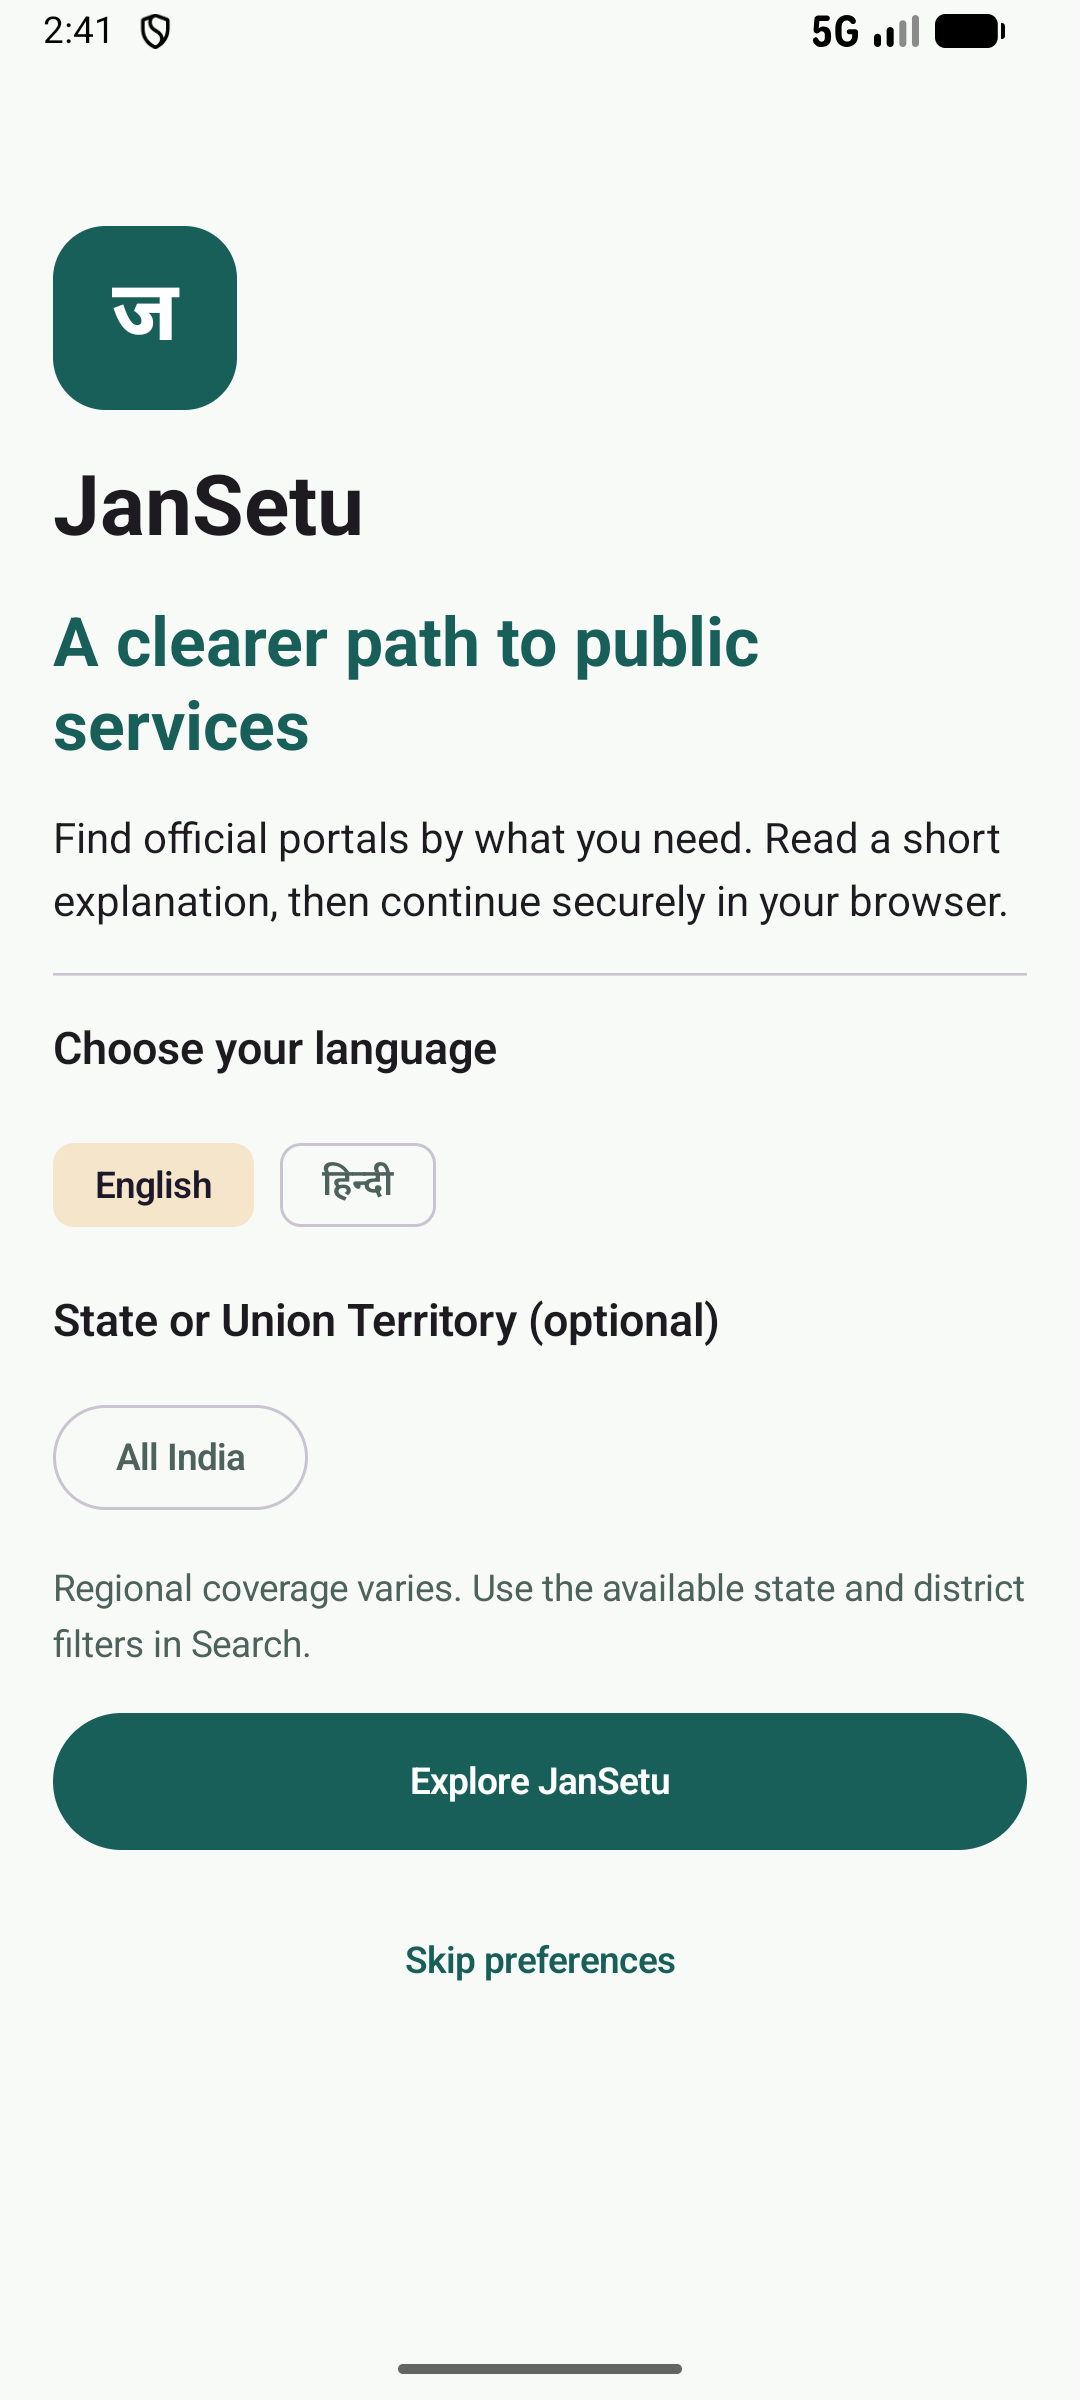 2:41
5G
ज
JanSetu
A clearer path to public
services
Find official portals by what you need. Read a short
explanation, then continue securely in your browser.
Choose your language
English
हिन्दी
State or Union Territory (optional)
All India
Regional coverage varies. Use the available state and district
filters in Search.
Explore JanSetu
Skip preferences